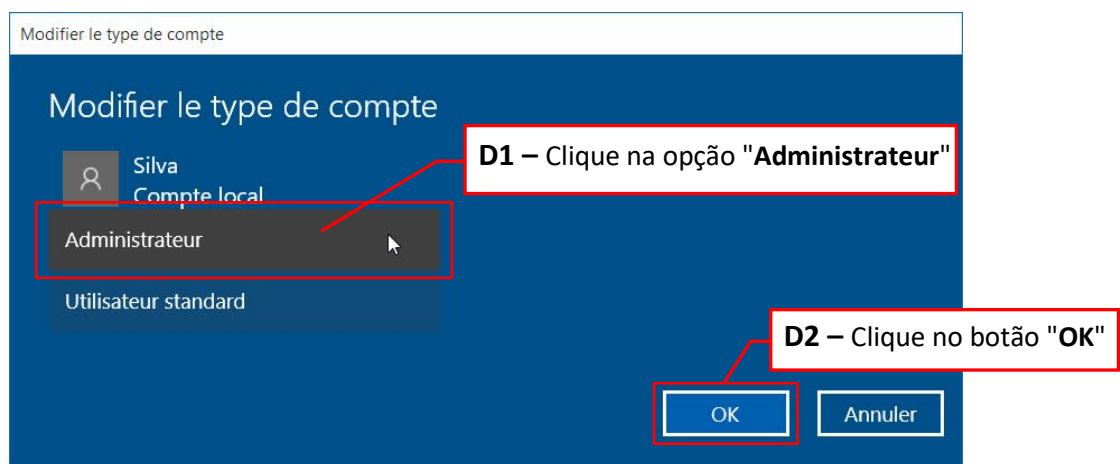 Modifier le type de compte
Modifier le type de compte
D1 – Clique na opção "Administrateur"
Silva
Compte local
Administrateur
Utilisateur standard
D2 – Clique no botão "OK"
OK
Annuler